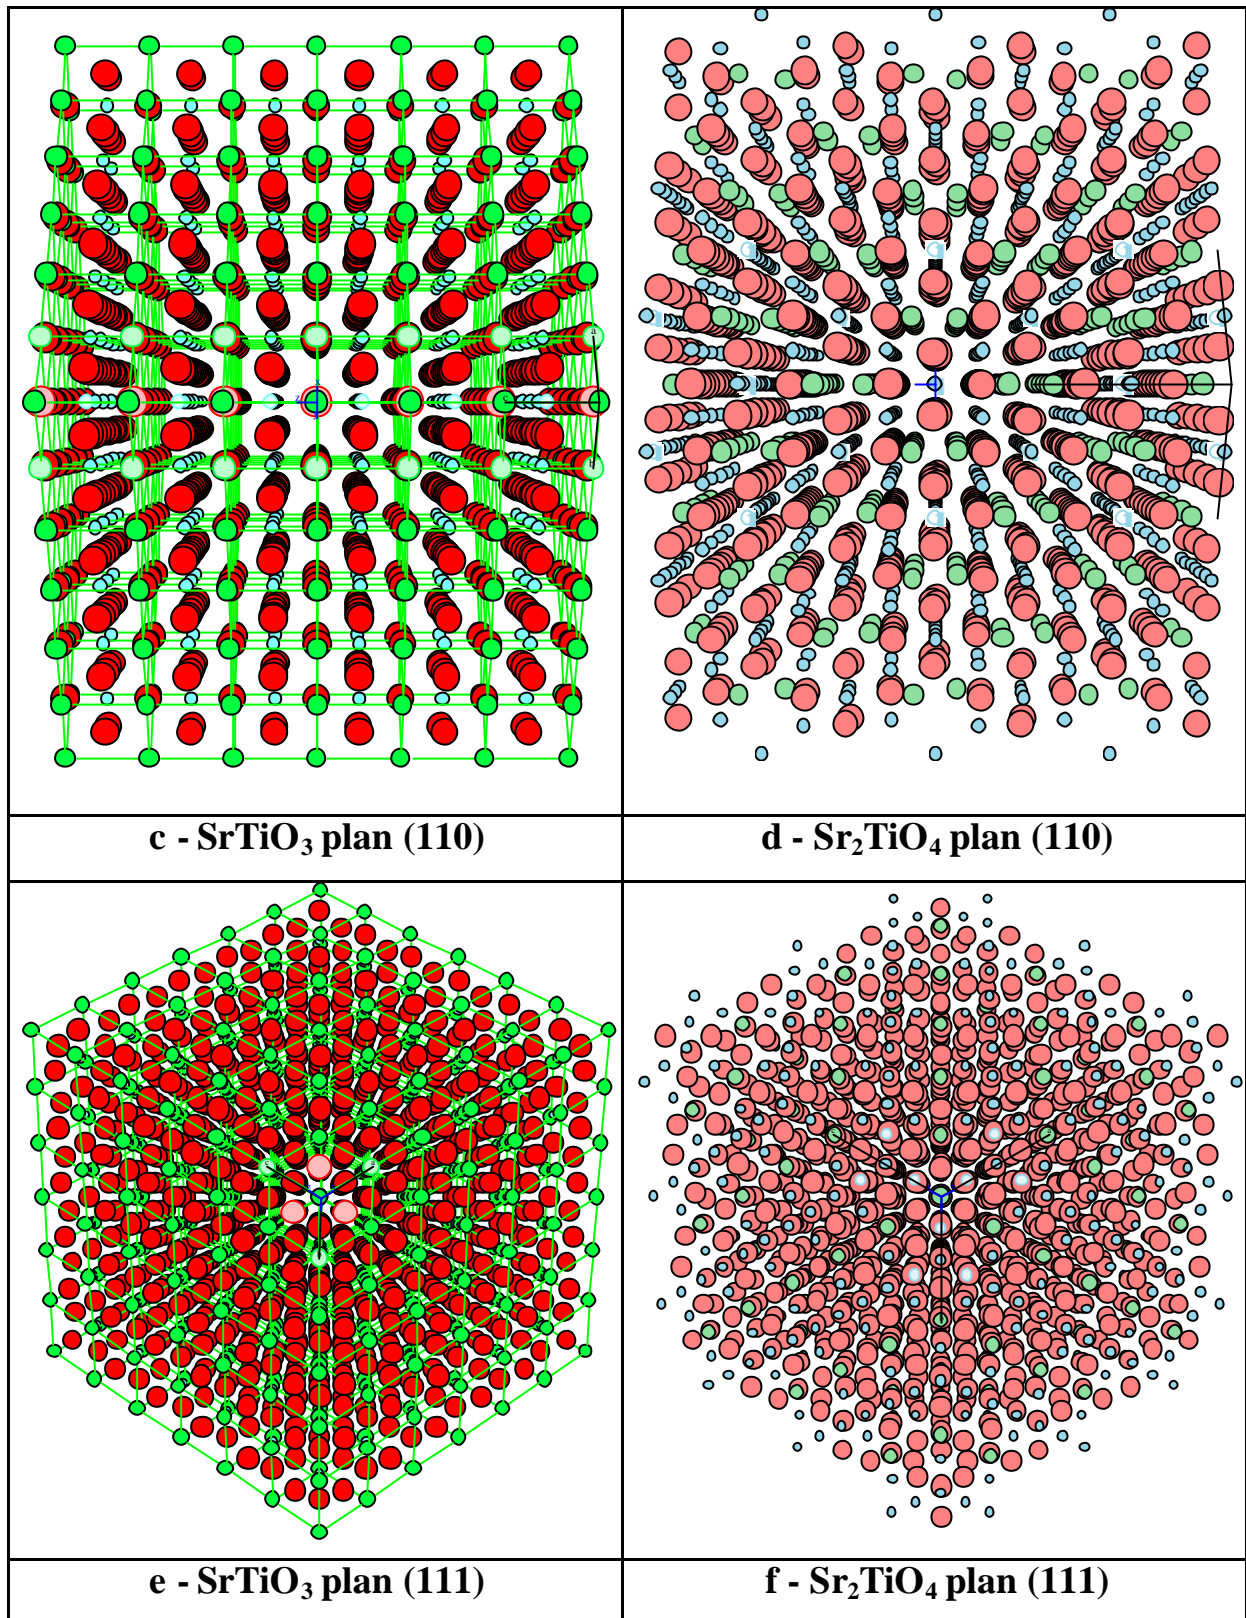 a
z
c
b
c - SrTiO₃ plan (110)
d - Sr₂TiO₄ plan (110)
e - SrTiO₃ plan (111)
f - Sr₂TiO₄ plan (111)